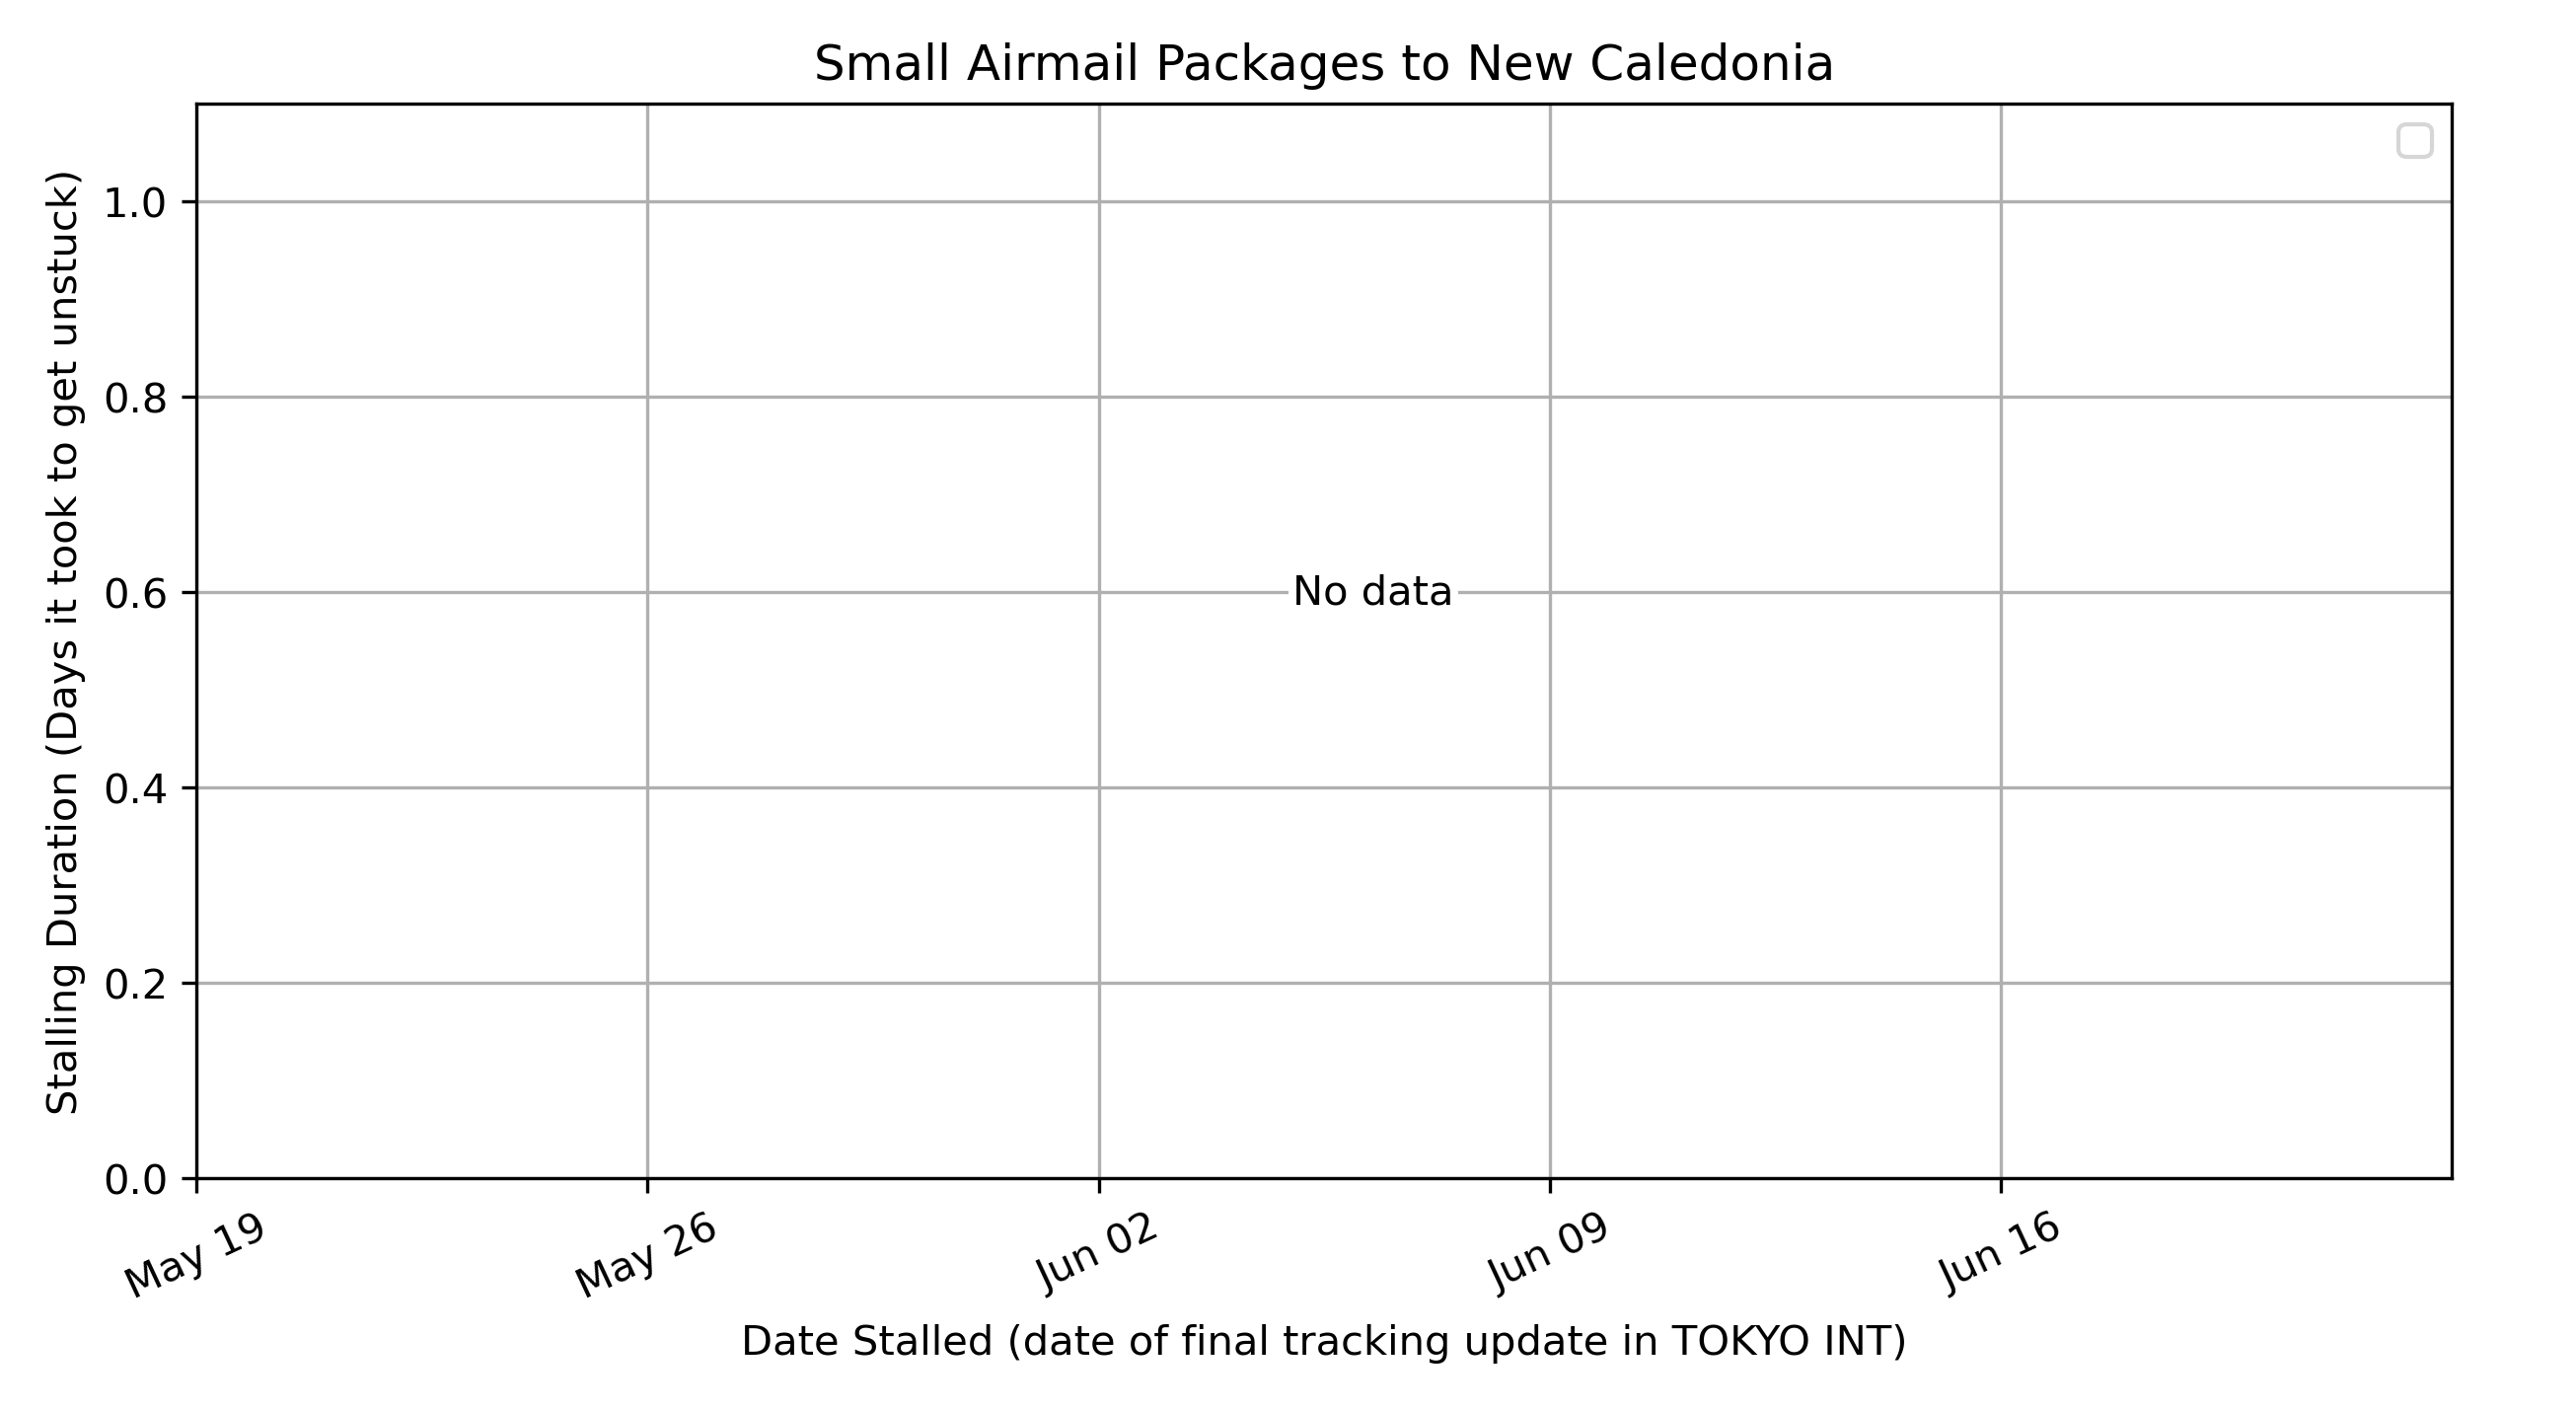 Small Airmail Packages to New Caledonia
Stalling Duration (Days it took to get unstuck)
1.0
0.8
0.6
0.4
0.2
0.0
No data
May 19
May 26
Jun 02
Jun 09
Jun 16
Date Stalled (date of final tracking update in TOKYO INT)